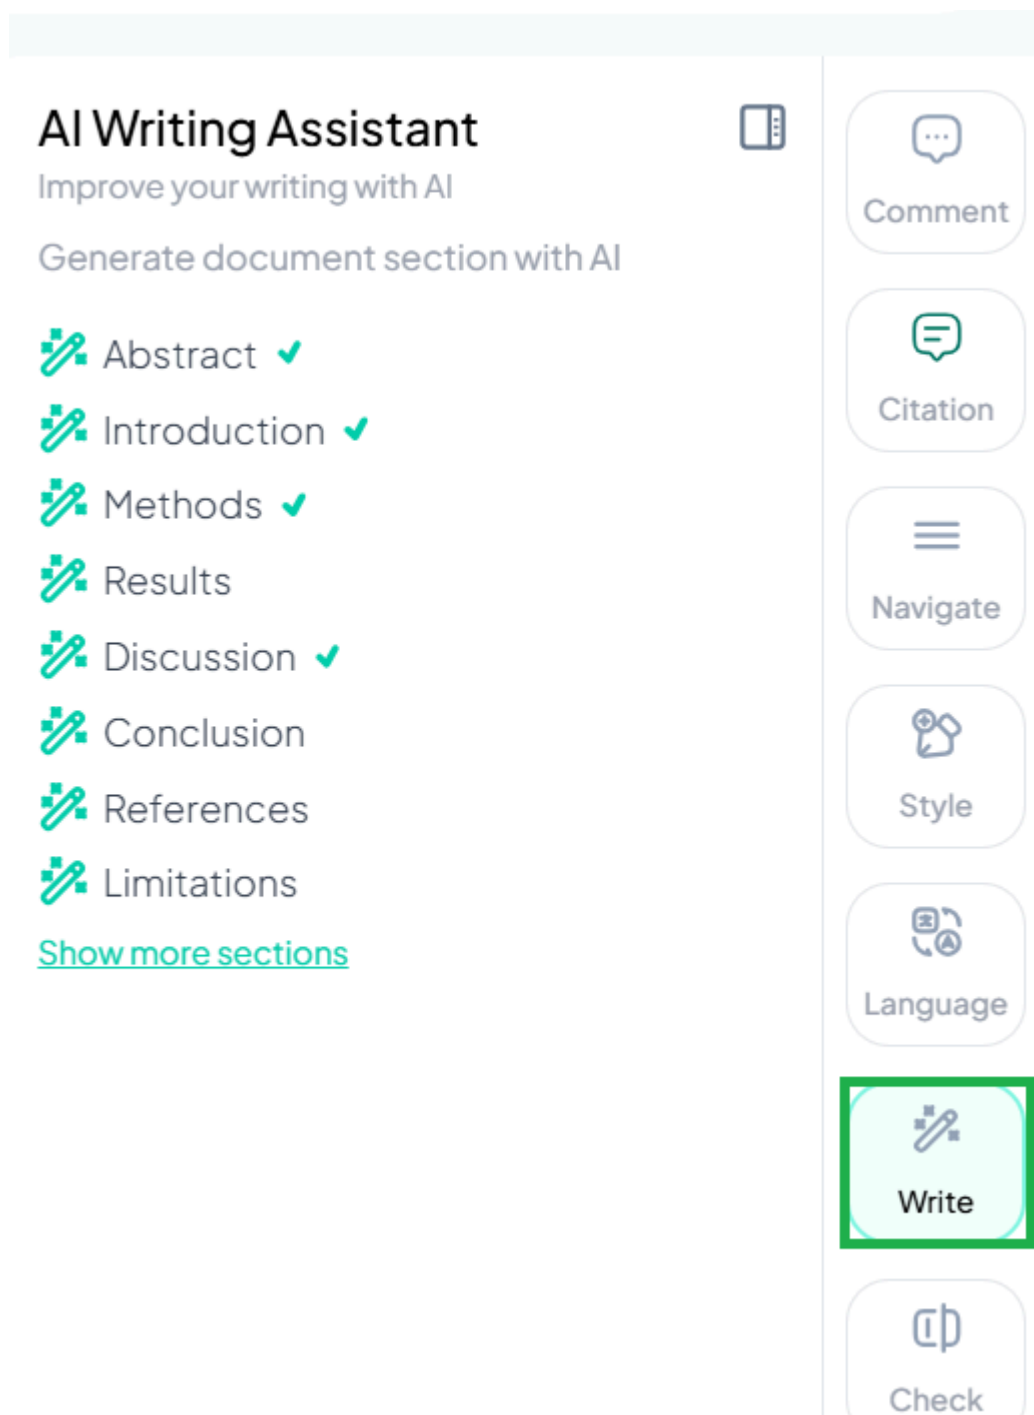 AI Writing Assistant
Improve your writing with AI
Generate document section with AI
Abstract
Introduction
Methods
Results
Discussion
Conclusion
References
Limitations
Show more sections
Comment
Citation
Navigate
Style
Language
Write
Check